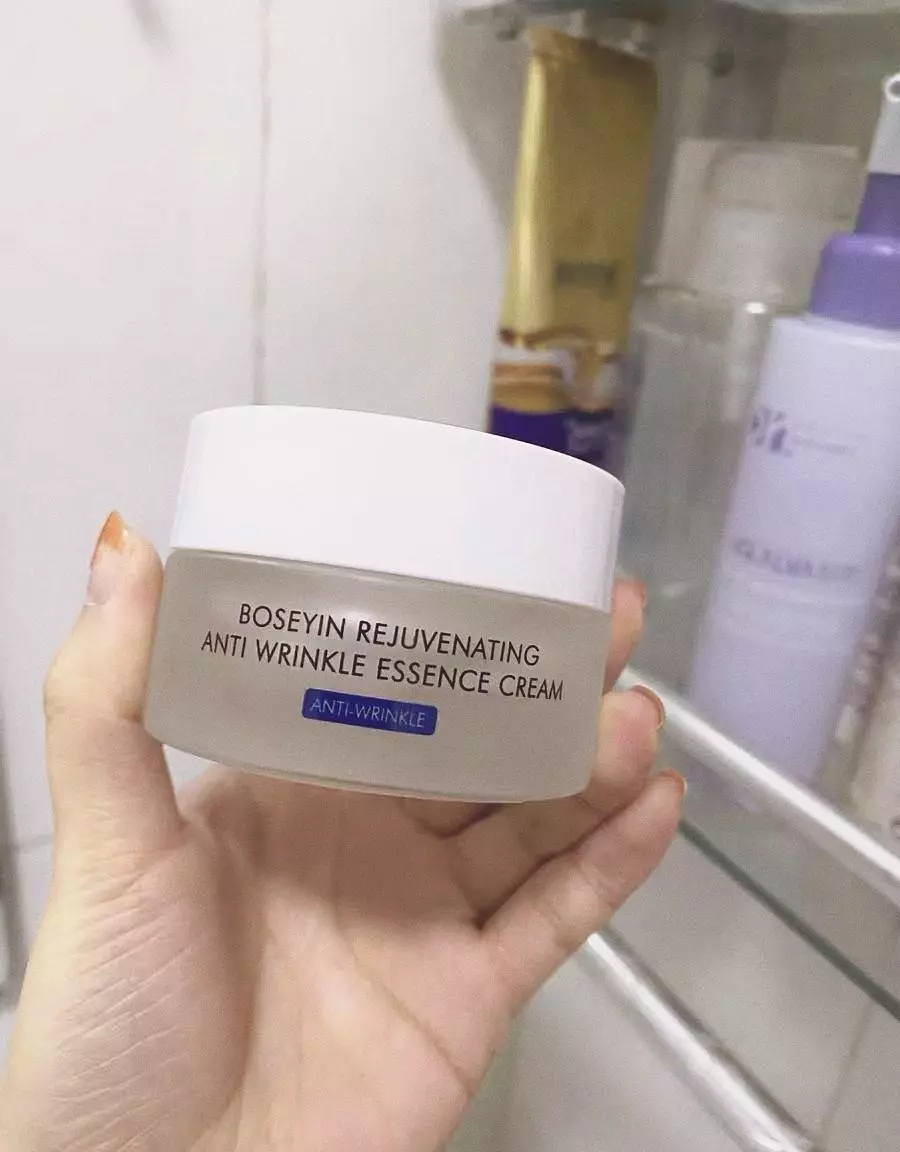 BOSEYIN REJUVENATING
ANTI WRINKLE ESSENCE CREAM
ANTI-WRINKLE